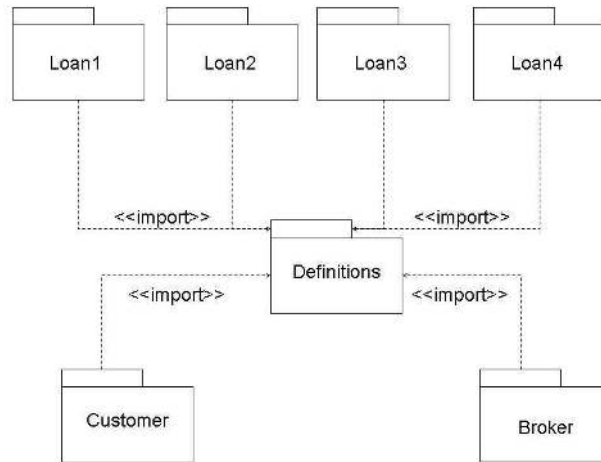 Loan1
Loan2
Loan3
Loan4
<<import>>
<<import>>
Definitions
<<import>>
<<import>>
Customer
Broker